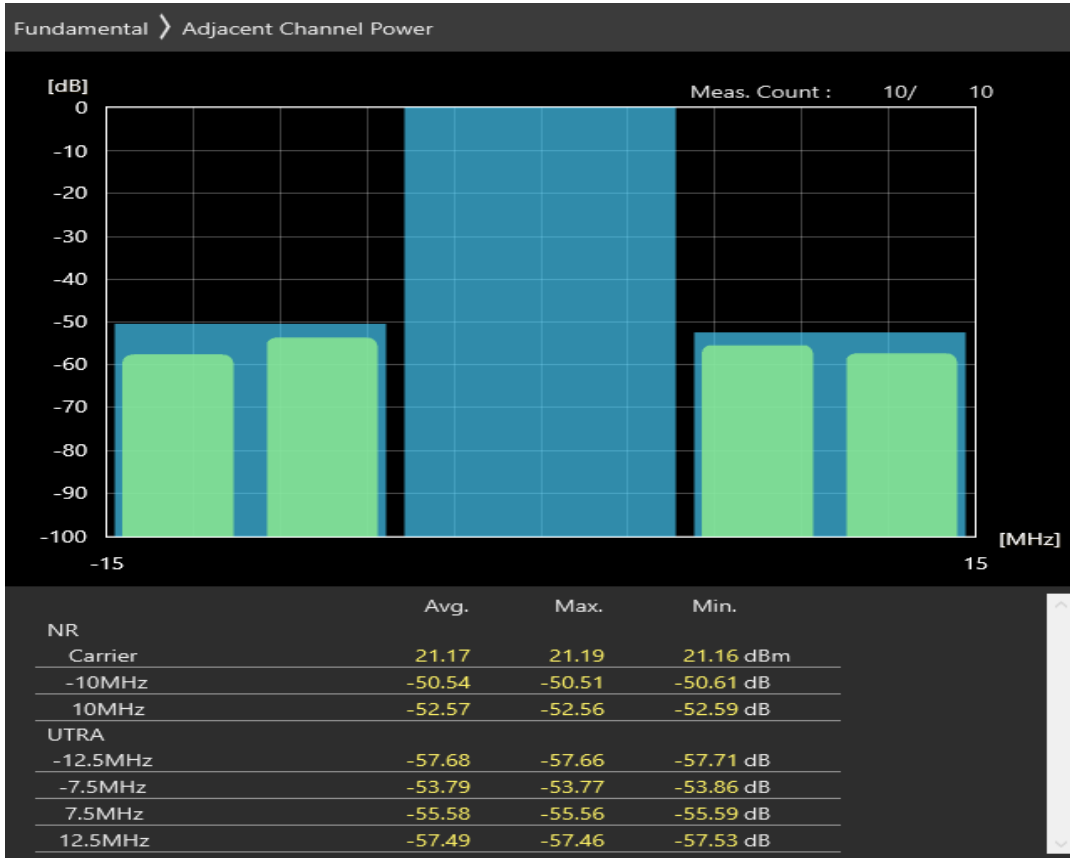 Fundamental ❭ Adjacent Channel Power
[dB]
Meas. Count : 10/ 10
0
-10
-20
-30
-40
-50
-60
-70
-80
-90
-100
[MHz]
-15 15
Avg. Max. Min.
NR
Carrier 21.17 21.19 21.16 dBm
-10MHz -50.54 -50.51 -50.61 dB
10MHz -52.57 -52.56 -52.59 dB
UTRA
-12.5MHz -57.68 -57.66 -57.71 dB
-7.5MHz -53.79 -53.77 -53.86 dB
7.5MHz -55.58 -55.56 -55.59 dB
12.5MHz -57.49 -57.46 -57.53 dB